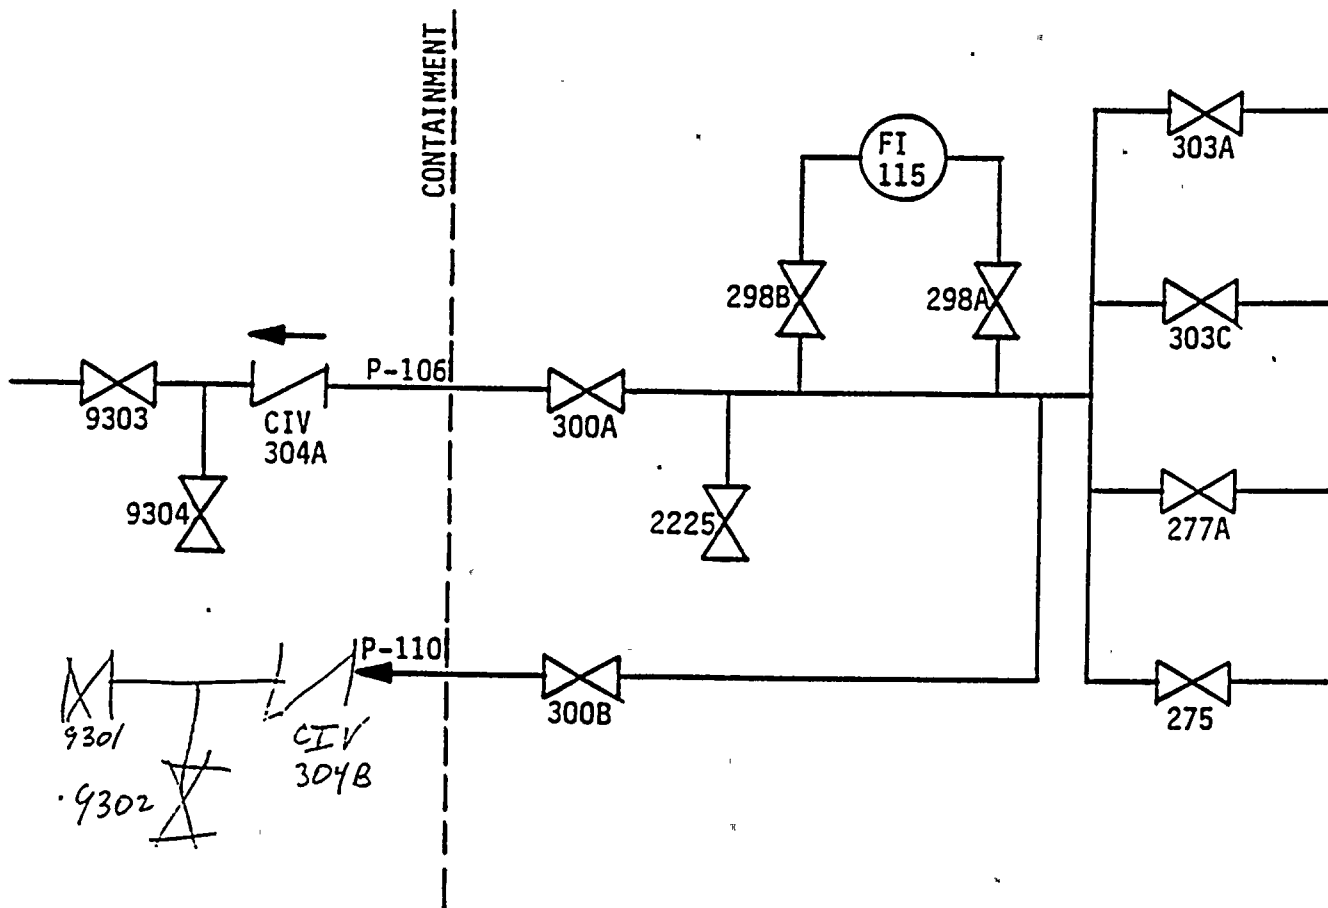 CONTAINMENT
FI
115
303A
298B
298A
303C
P-106
9303
CIV
304A
300A
9304
2225
277A
P-110
300B
275
9301
CIV
304B
9302